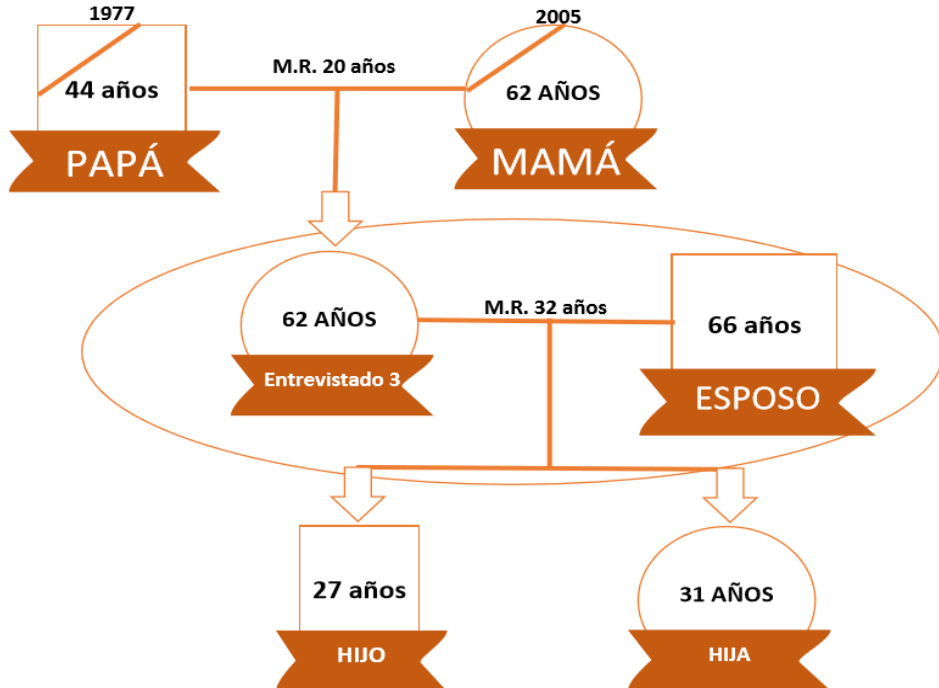 1977
2005
M.R. 20 años
44 años
62 AÑOS
PAPÁ
MAMÁ
62 AÑOS
M.R. 32 años
66 años
Entrevistado 3
ESPOSO
27 años
31 AÑOS
HIJO
HIJA